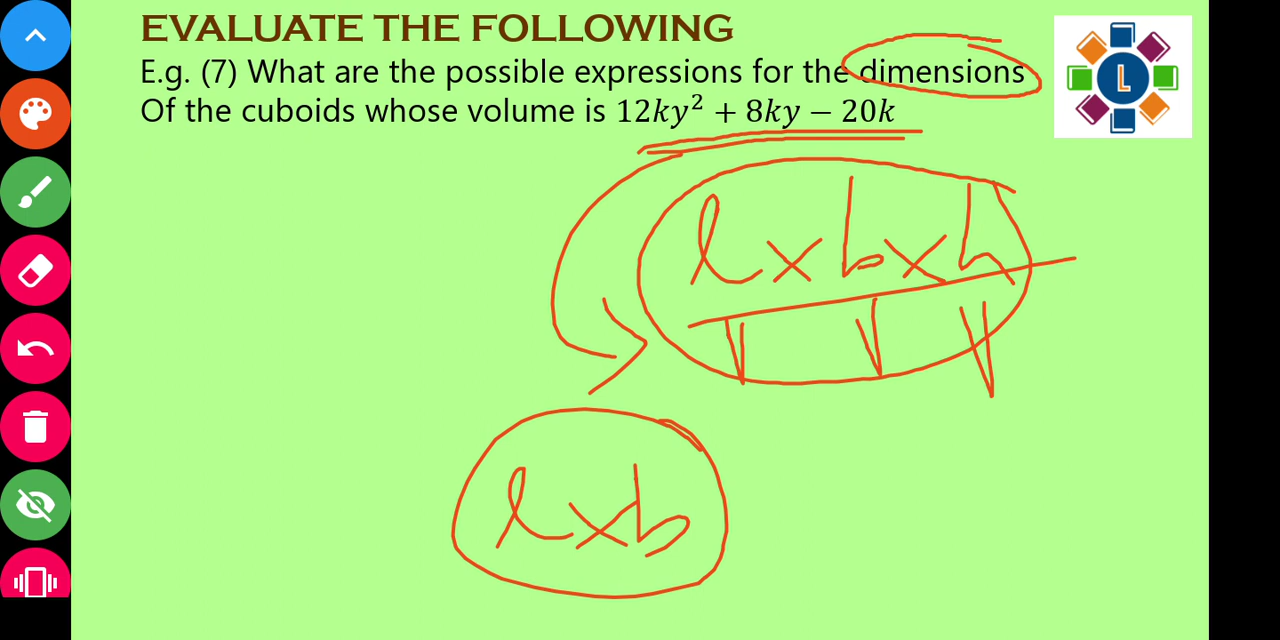 EVALUATE THE FOLLOWING
E.g. (7) What are the possible expressions for the dimensions
Of the cuboids whose volume is 12ky² + 8ky − 20k
L
l x b x h
l x b